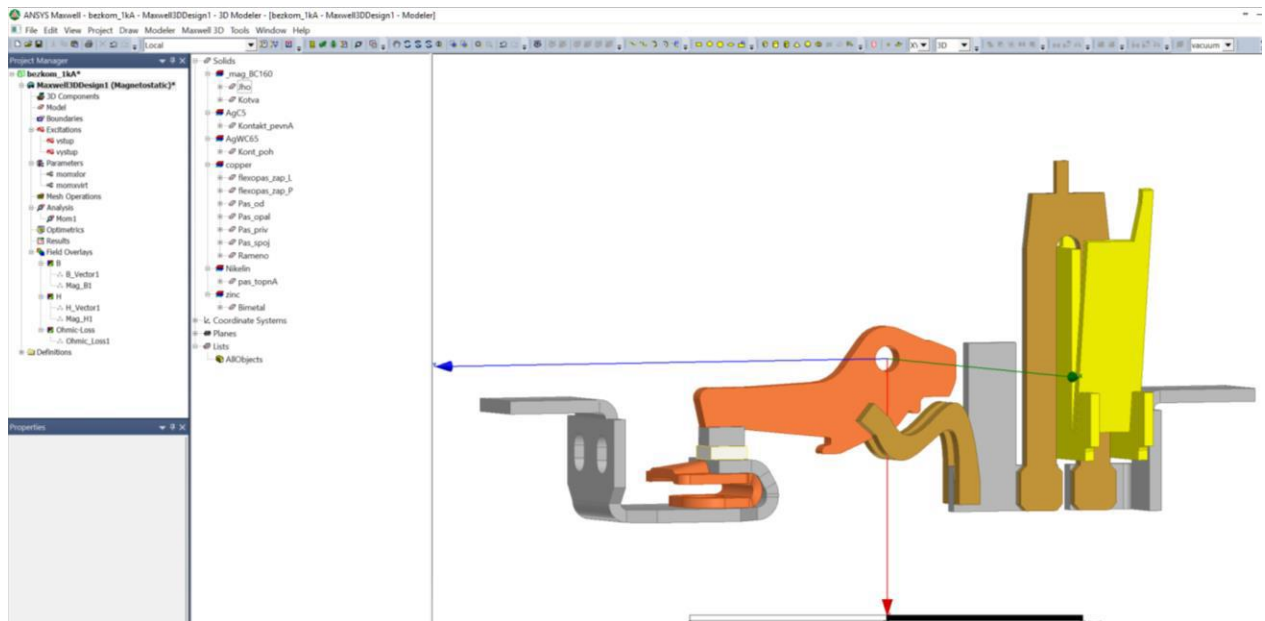 ANSYS Maxwell - bezkom_1kA - Maxwell3DDesign1 - 3D Modeler - [bezkom_1kA - Maxwell3DDesign1 - Modeler]
File Edit View Project Draw Modeler Maxwell 3D Tools Window Help
Local 3D vacuum
Project Manager
bezkom_1kA*
Maxwell3DDesign1 (Magnetostatic)*
3D Components
Model
Boundaries
Excitations
vstup
vystup
Parameters
momxlor
momxvirt
Mesh Operations
Analysis
Mom1
Optimetrics
Results
Field Overlays
B
B_Vector1
Mag_B1
H
H_Vector1
Mag_H1
Ohmic-Loss
Ohmic_Loss1
Definitions
Properties
Solids
_mag_BC160
Jho
Kotva
AgC5
Kontakt_pevnA
AgWC65
Kont_poh
copper
flexopas_zap_L
flexopas_zap_P
Pas_od
Pas_opal
Pas_priv
Pas_spoj
Rameno
Nikelin
pas_topnA
zinc
Bimetal
Coordinate Systems
Planes
Lists
AllObjects